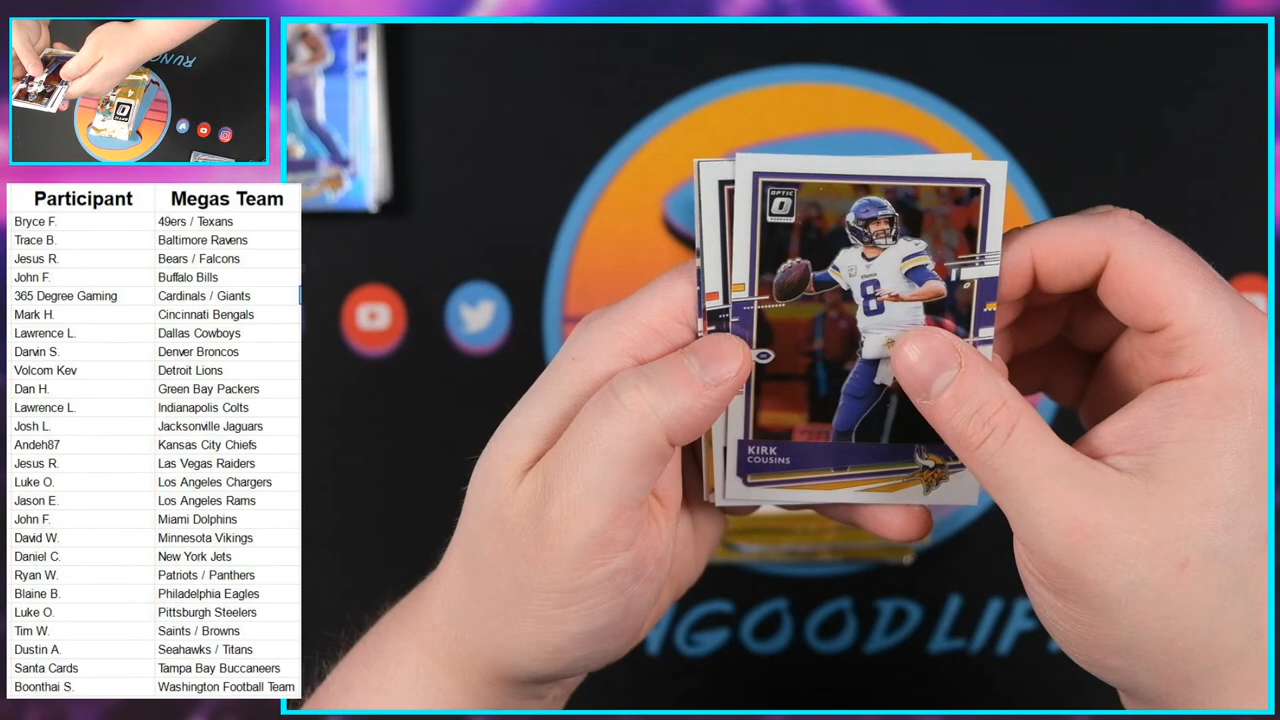 RUNGOOD
Participant Megas Team
Bryce F. 49ers / Texans
Trace B. Baltimore Ravens
Jesus R. Bears / Falcons
John F. Buffalo Bills
365 Degree Gaming Cardinals / Giants
Mark H. Cincinnati Bengals
Lawrence L. Dallas Cowboys
Darvin S. Denver Broncos
Volcom Kev Detroit Lions
Dan H. Green Bay Packers
Lawrence L. Indianapolis Colts
Josh L. Jacksonville Jaguars
Andeh87 Kansas City Chiefs
Jesus R. Las Vegas Raiders
Luke O. Los Angeles Chargers
Jason E. Los Angeles Rams
John F. Miami Dolphins
David W. Minnesota Vikings
Daniel C. New York Jets
Ryan W. Patriots / Panthers
Blaine B. Philadelphia Eagles
Luke O. Pittsburgh Steelers
Tim W. Saints / Browns
Dustin A. Seahawks / Titans
Santa Cards Tampa Bay Buccaneers
Boonthai S. Washington Football Team
OPTIC
Vikings
8
KIRK
COUSINS
NGOODLIF